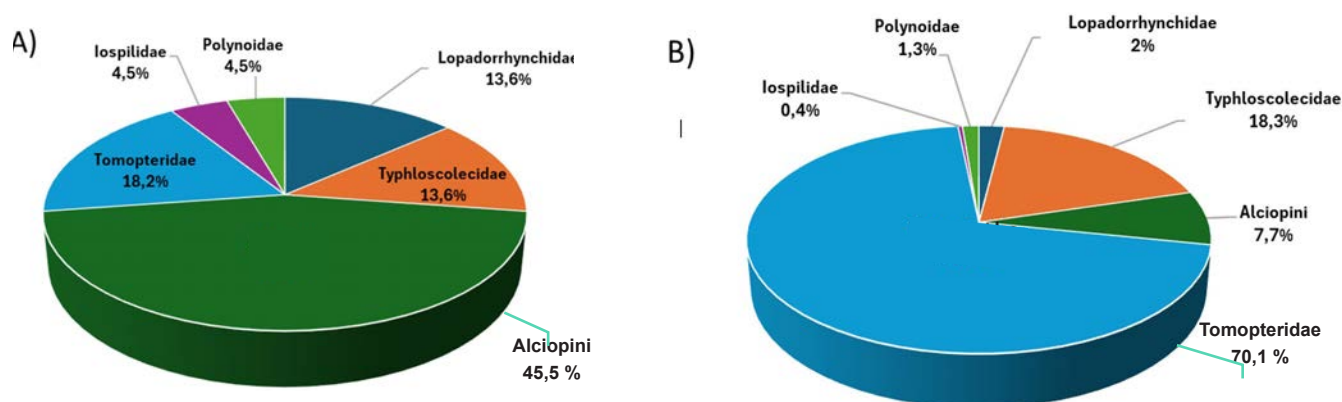 A)
Iospilidae
4,5%
Polynoidae
4,5%
Lopadorrhynchidae
13,6%
Tomopteridae
18,2%
Typhloscolecidae
13,6%
Alciopini
45,5 %
B)
Polynoidae
1,3%
Lopadorrhynchidae
2%
Iospilidae
0,4%
Typhloscolecidae
18,3%
Alciopini
7,7%
Tomopteridae
70,1 %